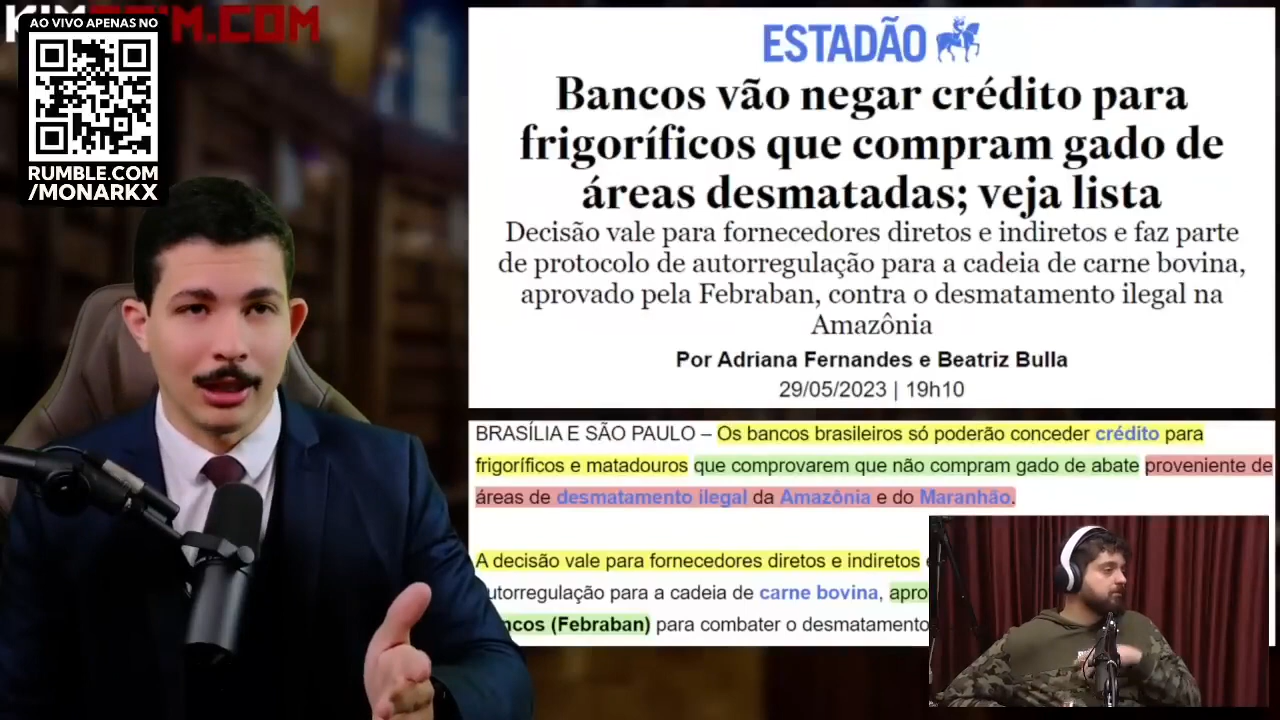 AO VIVO APENAS NO
RUMBLE.COM
/MONARKX
ESTADÃO
Bancos vão negar crédito para
frigoríficos que compram gado de
áreas desmatadas; veja lista
Decisão vale para fornecedores diretos e indiretos e faz parte
de protocolo de autorregulação para a cadeia de carne bovina,
aprovado pela Febraban, contra o desmatamento ilegal na
Amazônia
Por Adriana Fernandes e Beatriz Bulla
29/05/2023 | 19h10
BRASÍLIA E SÃO PAULO – Os bancos brasileiros só poderão conceder crédito para
frigoríficos e matadouros que comprovarem que não compram gado de abate proveniente de
áreas de desmatamento ilegal da Amazônia e do Maranhão.
A decisão vale para fornecedores diretos e indiretos
utorregulação para a cadeia de carne bovina, apro
ncos (Febraban) para combater o desmatamento